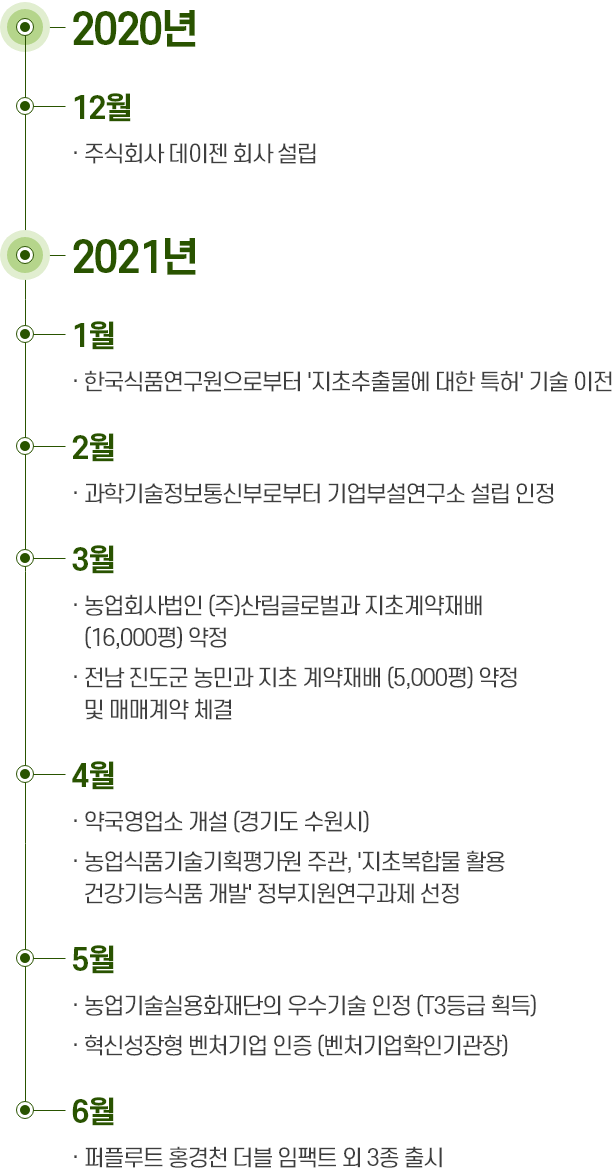 2020년
12월
· 주식회사 데이젠 회사 설립
2021년
1월
· 한국식품연구원으로부터 '지초추출물에 대한 특허' 기술 이전
2월
· 과학기술정보통신부로부터 기업부설연구소 설립 인정
3월
· 농업회사법인 (주)산림글로벌과 지초계약재배
(16,000평) 약정
· 전남 진도군 농민과 지초 계약재배 (5,000평) 약정
및 매매계약 체결
4월
· 약국영업소 개설 (경기도 수원시)
· 농업식품기술기획평가원 주관, '지초복합물 활용
건강기능식품 개발' 정부지원연구과제 선정
5월
· 농업기술실용화재단의 우수기술 인정 (T3등급 획득)
· 혁신성장형 벤처기업 인증 (벤처기업확인기관장)
6월
· 퍼플루트 홍경천 더블 임팩트 외 3종 출시